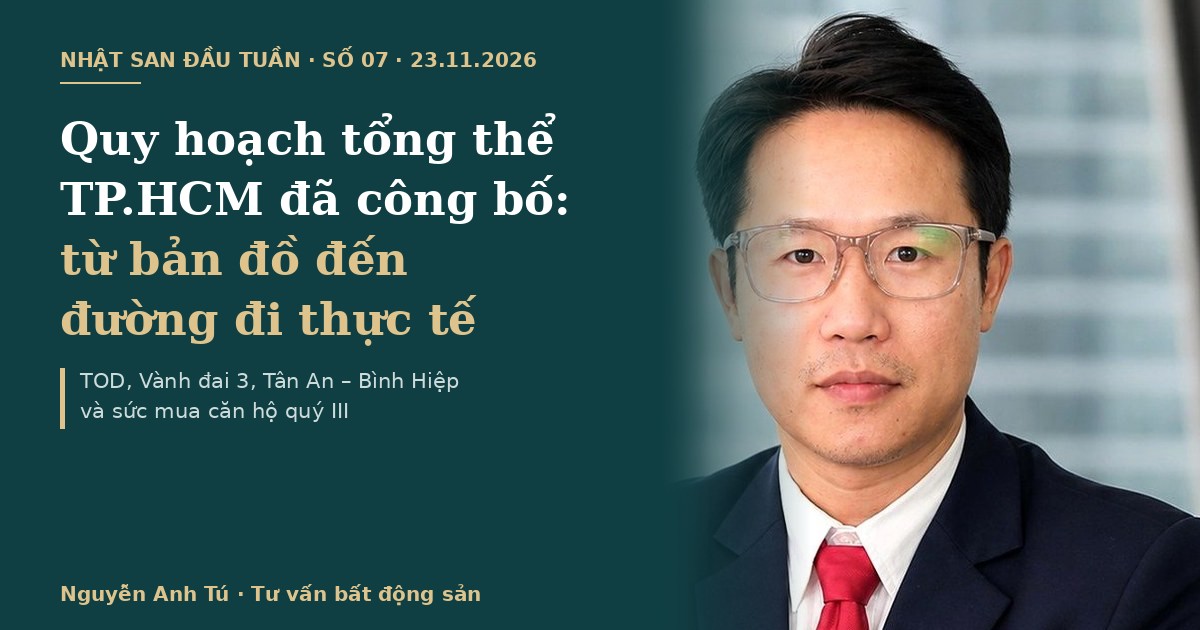 NHẬT SAN ĐẦU TUẦN · SỐ 07 · 23.11.2026
Quy hoạch tổng thể
TP.HCM đã công bố:
từ bản đồ đến
đường đi thực tế
TOD, Vành đai 3, Tân An – Bình Hiệp
và sức mua căn hộ quý III
Nguyễn Anh Tú · Tư vấn bất động sản